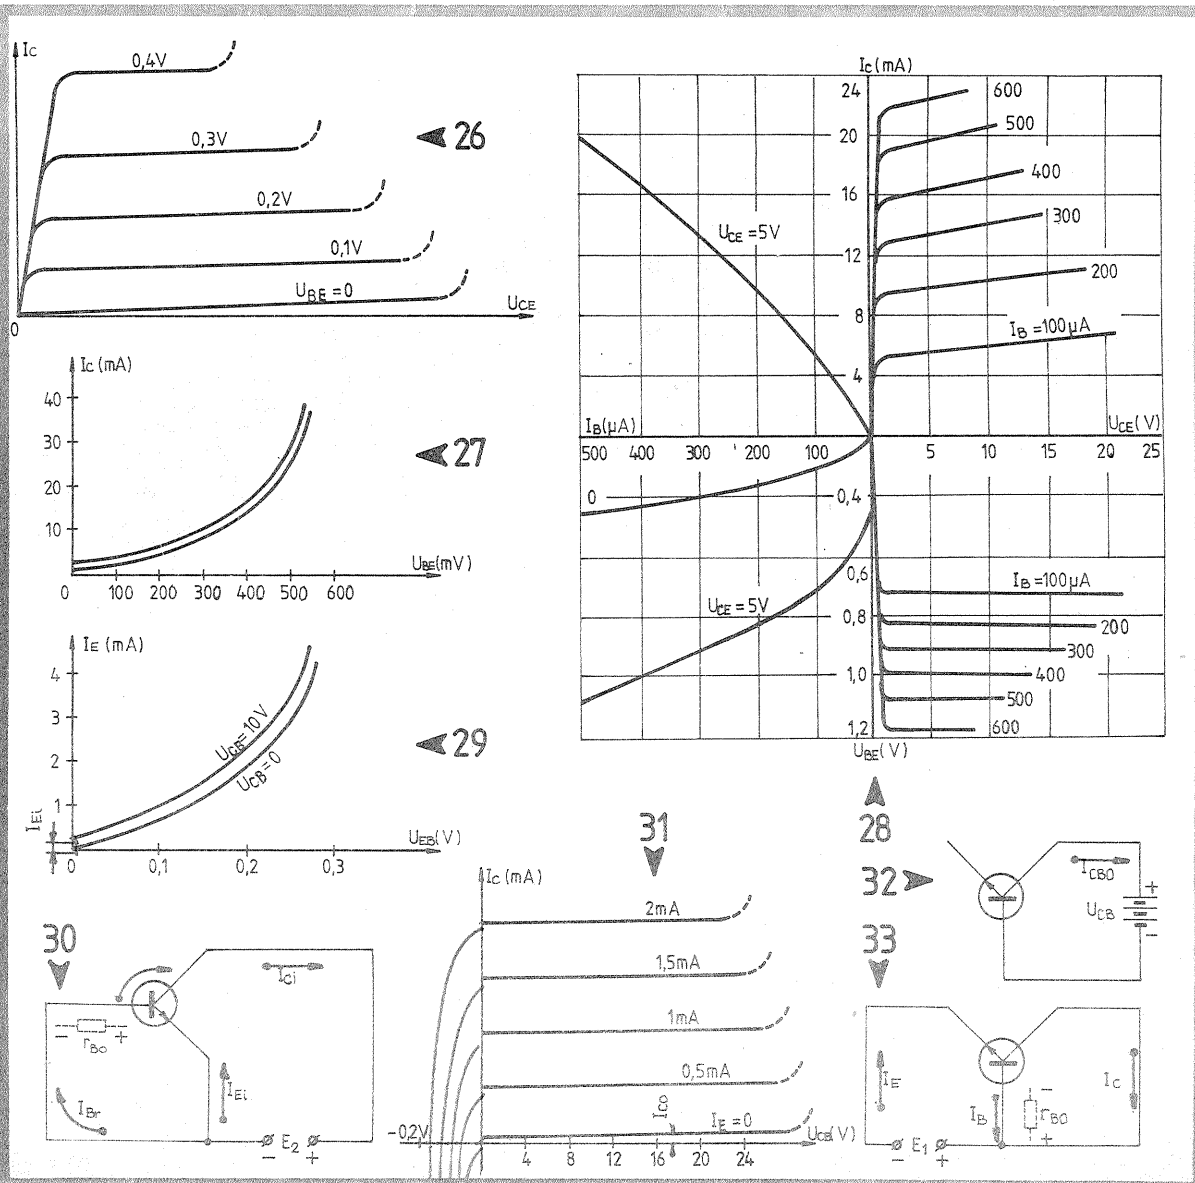 Ic
0,4V
0,3V
0,2V
0,1V
UBE=0
0
UCE
26
Ic (mA)
40
30
20
10
0 100 200 300 400 500 600
UBE(mV)
27
IE (mA)
4
3
2
1
IEi
UCB=10V
UCB=0
0 0,1 0,2 0,3
UEB(V)
29
Ic(mA)
24
20
16
12
8
4
600
500
400
300
200
IB=100µA
UCE=5V
IB(µA)
500 400 300 200 100
UCE(V)
5 10 15 20 25
0
0,4
0,6
0,8
1,0
1,2
UBE(V)
UCE=5V
IB=100µA
200
300
400
500
600
28
30
ICi
rBO
- +
IEi
IBr
E2
- +
31
Ic(mA)
2mA
1,5mA
1mA
0,5mA
IE=0
ICO
-0,2V
4 8 12 16 20 24
UCB(V)
32
ICBO
UCB
+
-
33
IE
IB
rBO
-
+
IC
E1
- +